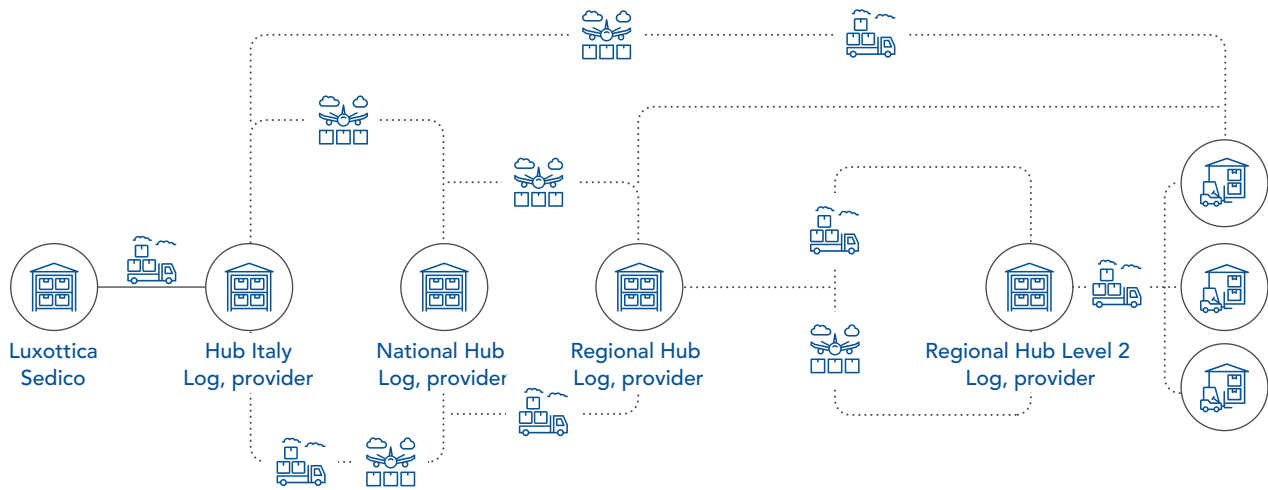 Luxottica
Sedico
Hub Italy
Log, provider
National Hub
Log, provider
Regional Hub
Log, provider
Regional Hub Level 2
Log, provider